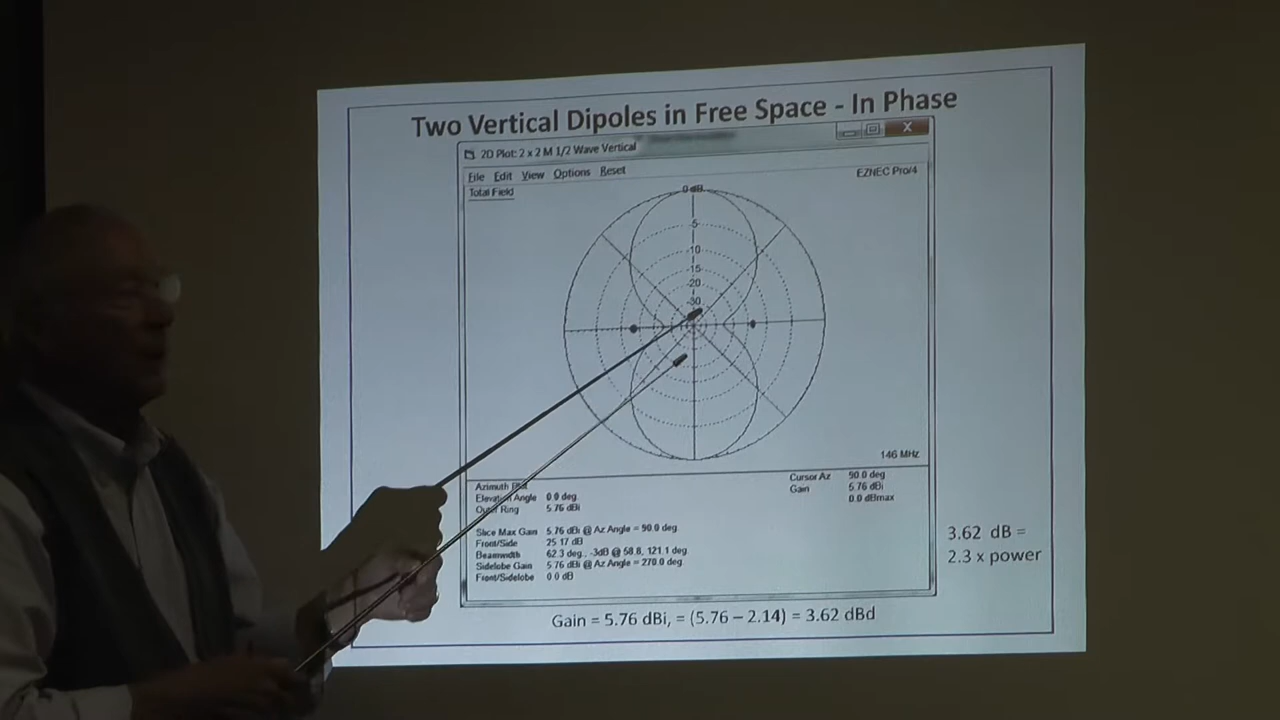 Two Vertical Dipoles in Free Space - In Phase
2D Plot: 2 x 2 M 1/2 Wave Vertical
X
File Edit View Options Reset
Total Field
EZNEC Pro/4
0 dB
-5
-10
-15
-20
-30
146 MHz
Azimuth
Elevation Angle 0.0 deg.
Outer Ring 5.76 dBi
Cursor Az 90.0 deg.
Gain 5.76 dBi
0.0 dBmax
Slice Max Gain 5.76 dBi @ Az Angle = 90.0 deg.
Front/Side 25.17 dB
Beamwidth 62.3 deg.; -3dB @ 58.8, 121.1 deg.
Sidelobe Gain 5.76 dBi @ Az Angle = 270.0 deg.
Front/Sidelobe 0.0 dB
3.62 dB =
2.3 x power
Gain = 5.76 dBi, = (5.76 – 2.14) = 3.62 dBd